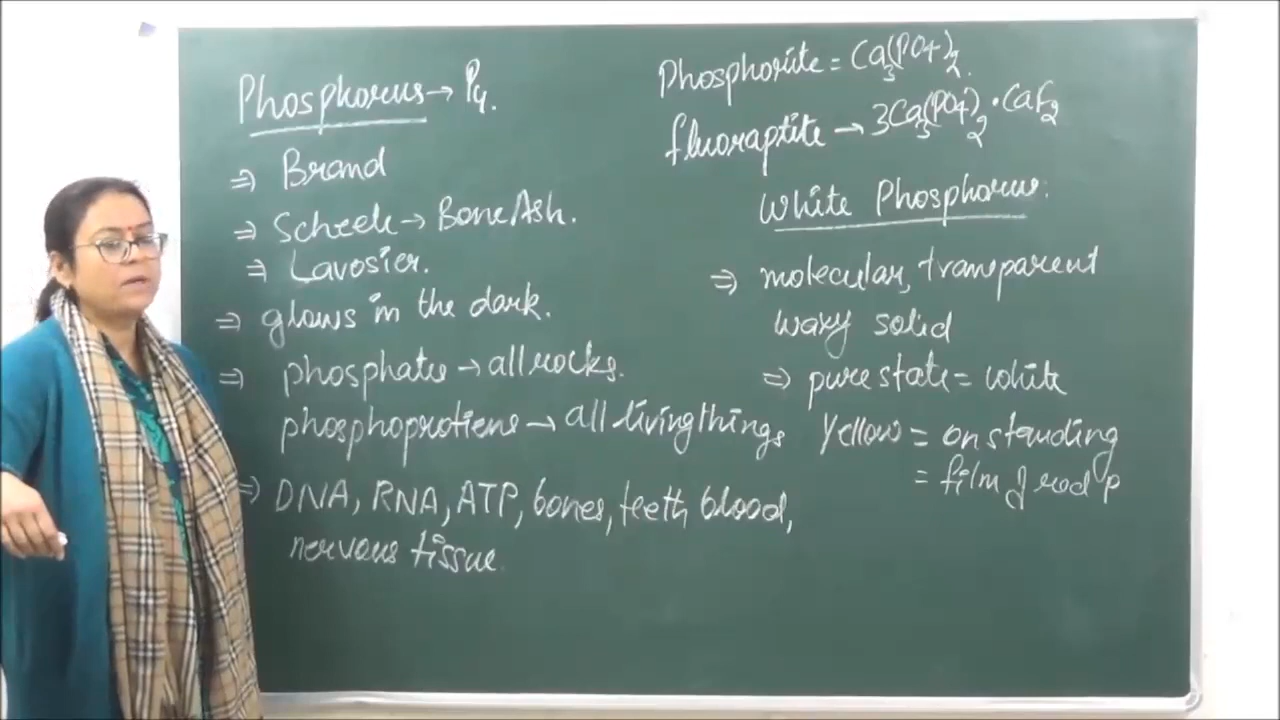 Phosphorus → P4.
⇒ Brand
⇒ Scheele → Bone Ash.
⇒ Lavosier.
⇒ glows in the dark.
⇒ phosphates → all rocks.
phosphoprotiens → all living things
⇒ DNA, RNA, ATP, bones, teeth, blood,
nervous tissue.
Phosphorite = Ca3(PO4)2.
fluoraptite → 3Ca3(PO4)2 · CaF2
White Phosphorus.
⇒ molecular, transparent
waxy solid
⇒ pure state = white
Yellow = on standing
= film of red P